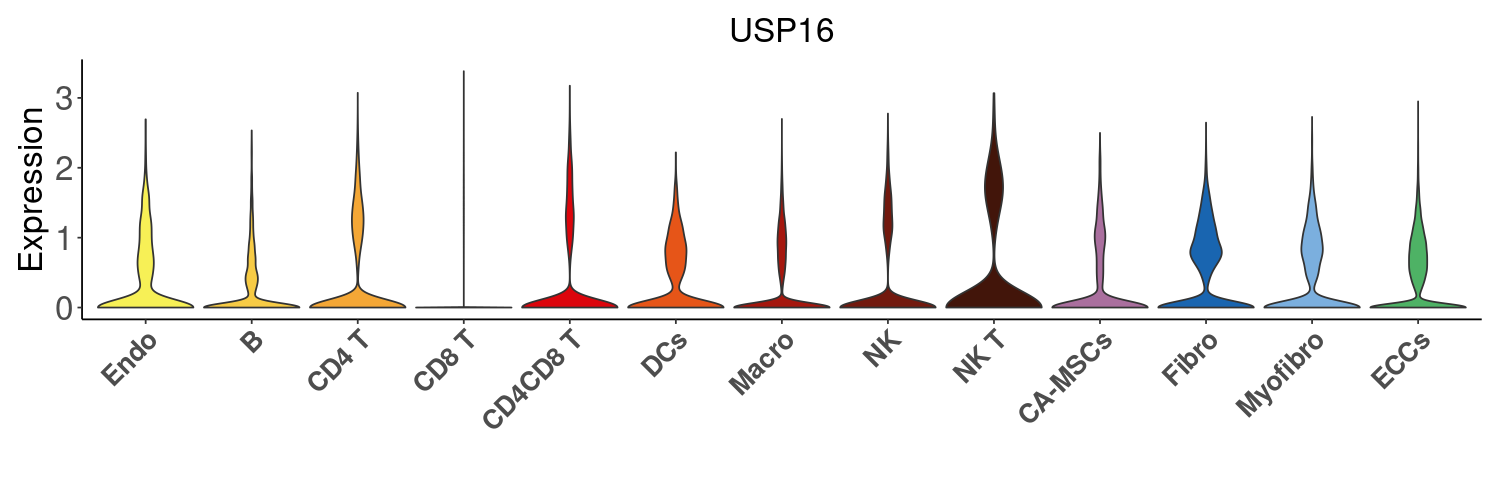 USP16
Expression
3
2
1
0
Endo
B
CD4 T
CD8 T
CD4CD8 T
DCs
Macro
NK
NK T
CA-MSCs
Fibro
Myofibro
ECCs